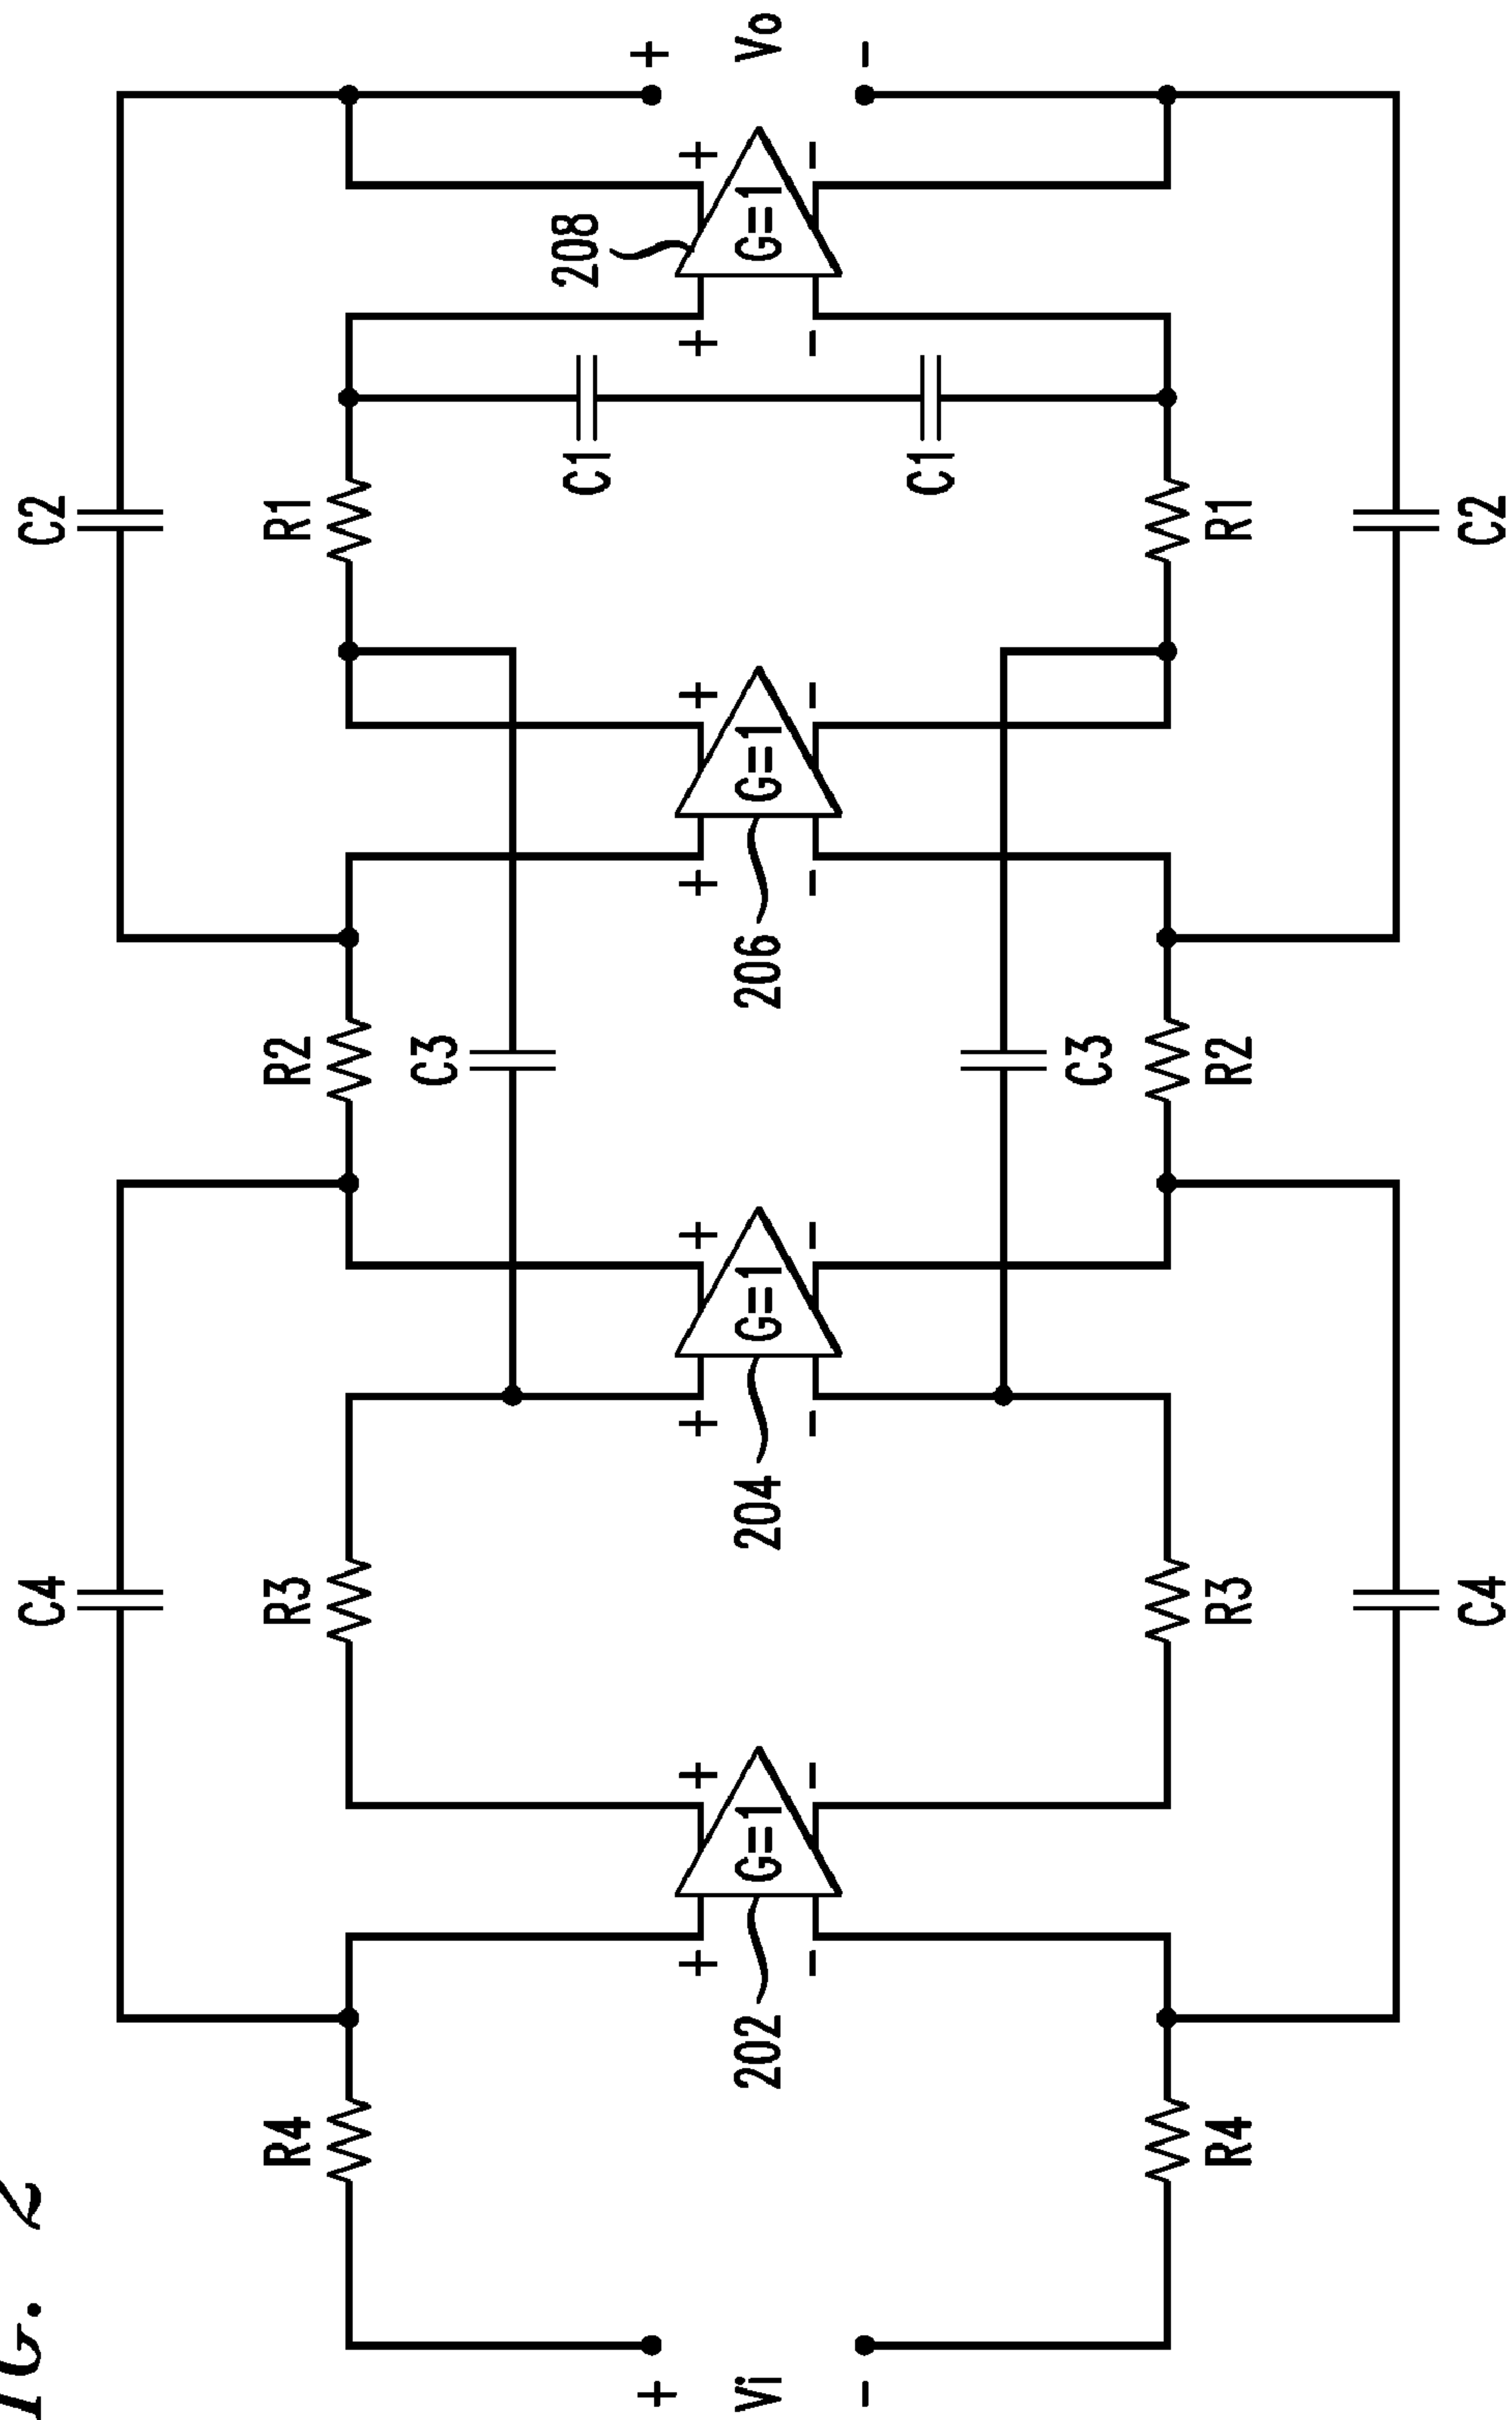 IG. 2
C4
C2
R4
R3
R2
R1
C3
208
C1
+
+
+
+
+
+
+
+
+
+
Vi
202
G=1
204
G=1
206
G=1
G=1
Vo
-
-
-
-
-
-
-
-
-
-
C1
C3
R4
R3
R2
R1
C4
C2